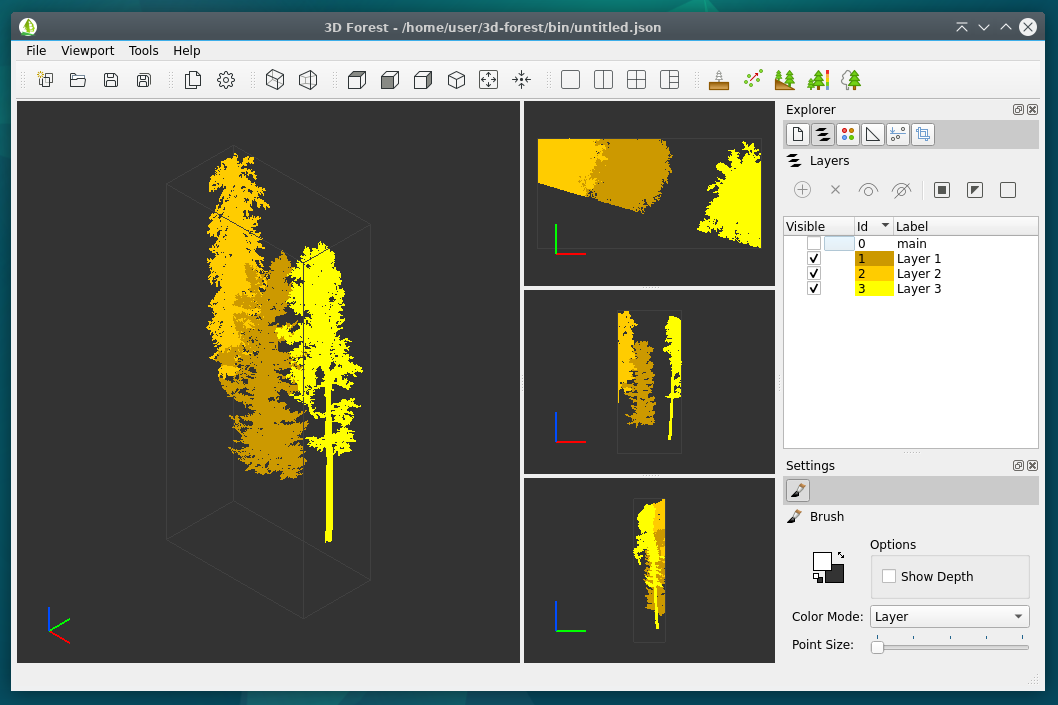 3D Forest - /home/user/3d-forest/bin/untitled.json
File Viewport Tools Help
Explorer
Layers
Visible Id Label
0 main
1 Layer 1
2 Layer 2
3 Layer 3
Settings
Brush
Options
Show Depth
Color Mode: Layer
Point Size: